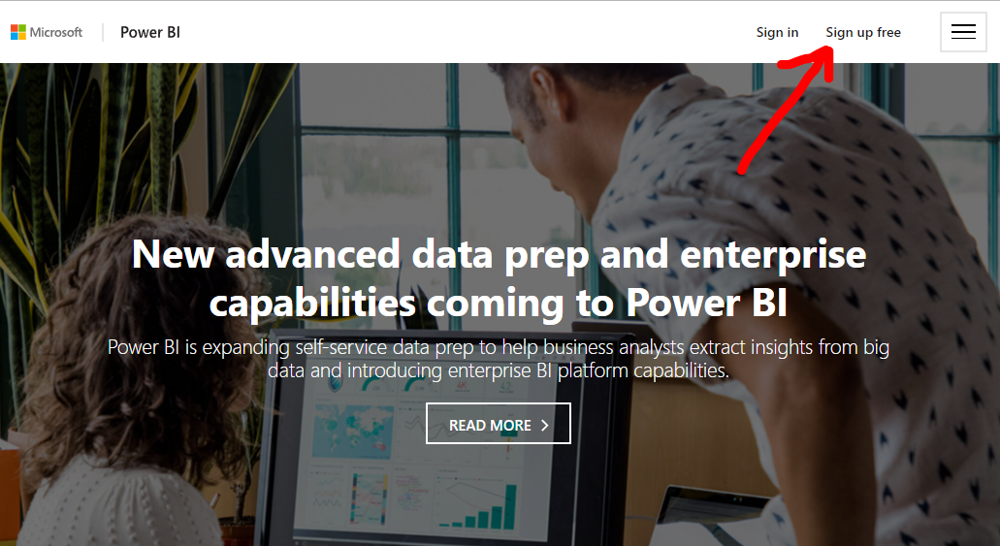 Microsoft Power BI Sign in Sign up free
New advanced data prep and enterprise
capabilities coming to Power BI
Power BI is expanding self-service data prep to help business analysts extract insights from big
data and introducing enterprise BI platform capabilities.
READ MORE